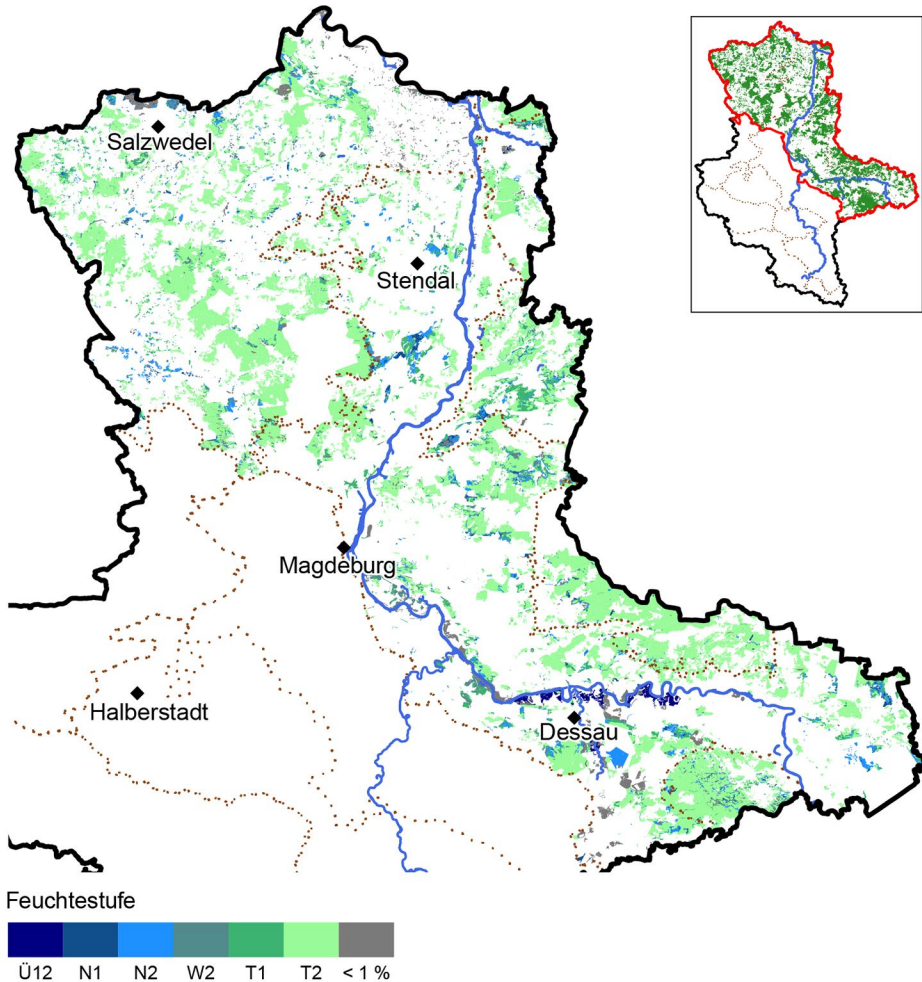 Salzwedel
Stendal
Magdeburg
Halberstadt
Dessau
Feuchtestufe
Ü12 N1 N2 W2 T1 T2 < 1 %